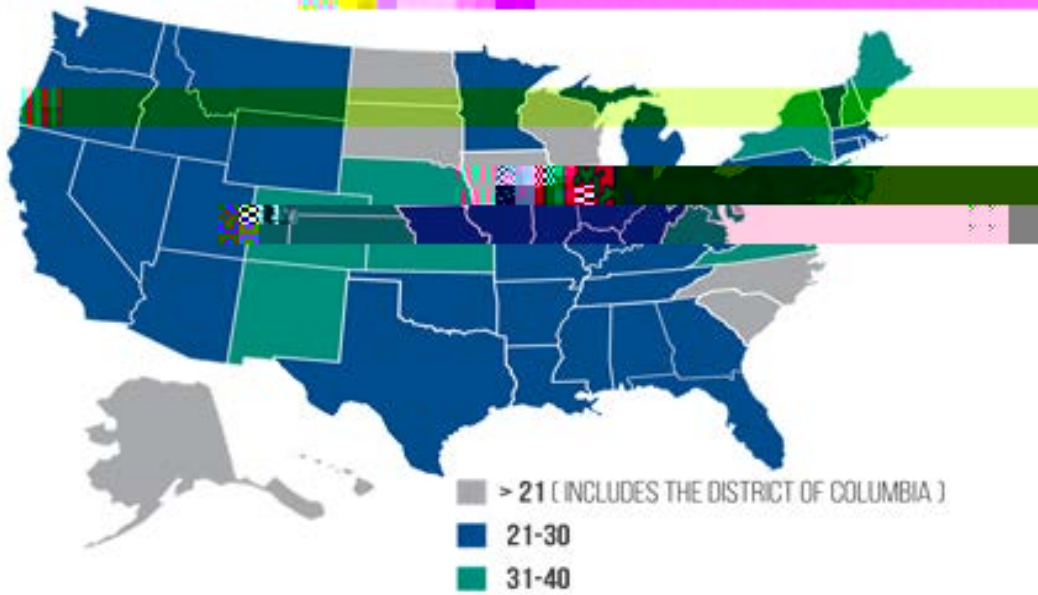 > 21 ( INCLUDES THE DISTRICT OF COLUMBIA )
21-30
31-40